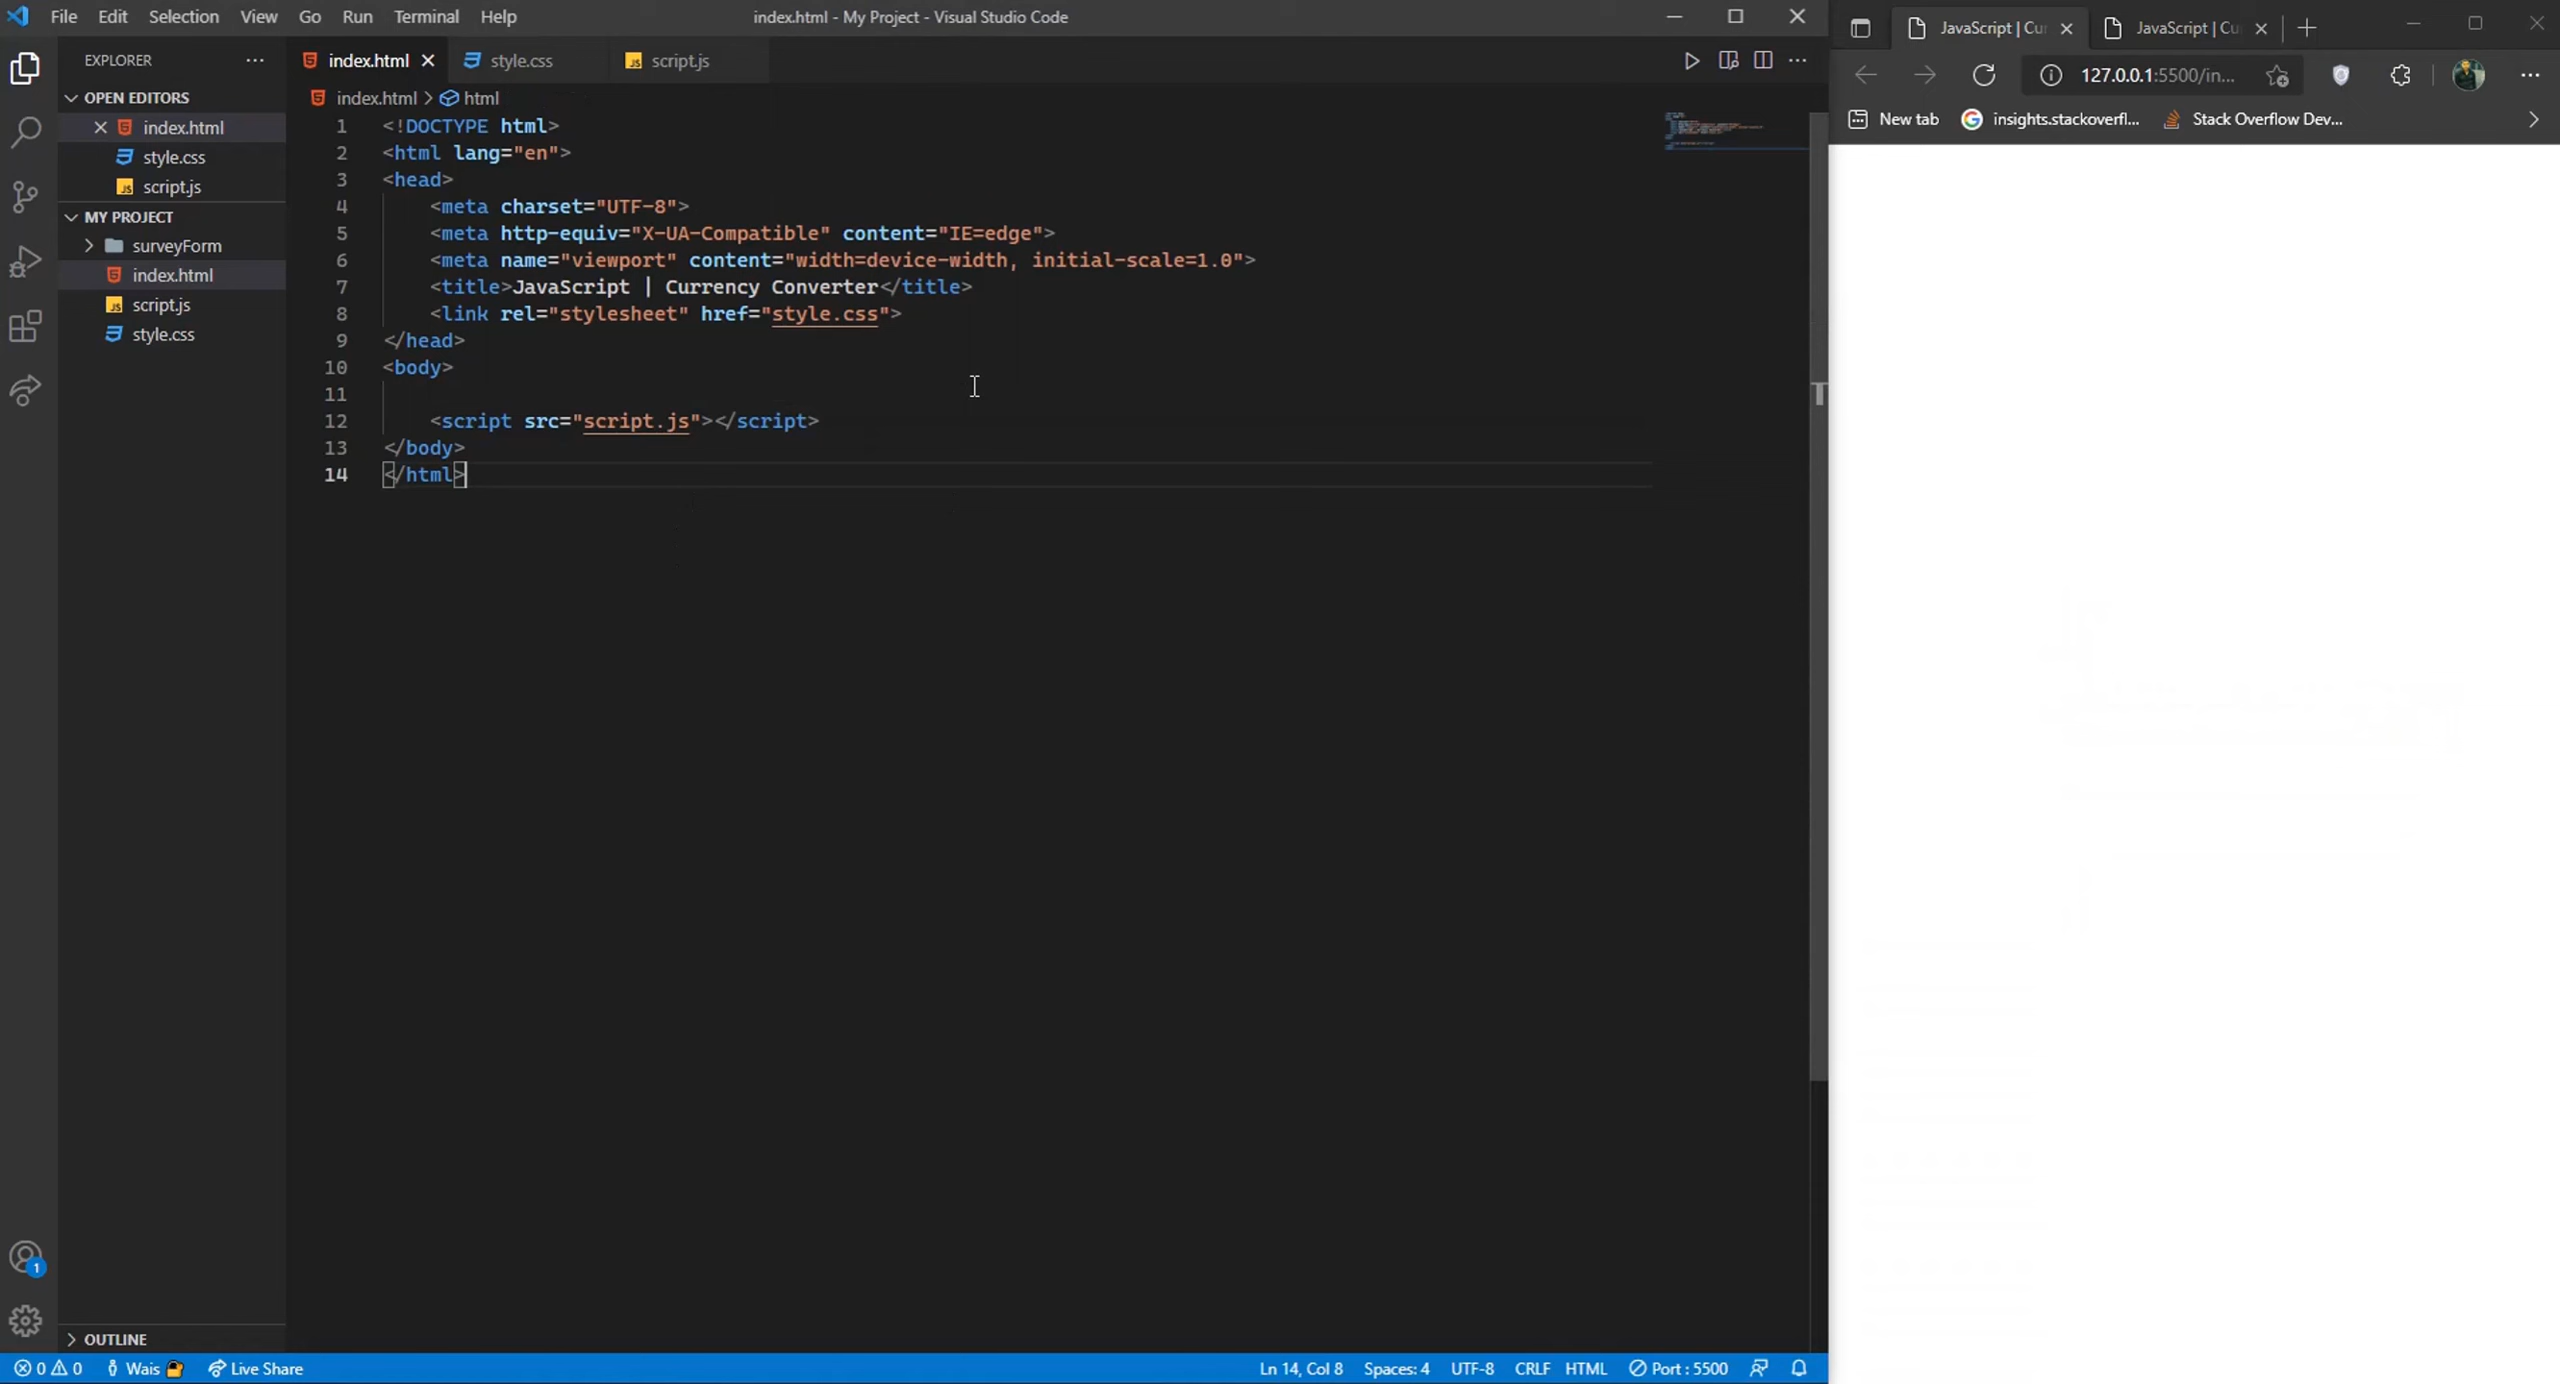 File Edit Selection View Go Run Terminal Help
index.html - My Project - Visual Studio Code
EXPLORER
OPEN EDITORS
index.html
style.css
script.js
MY PROJECT
surveyForm
index.html
script.js
style.css
OUTLINE
index.html style.css script.js
index.html > html
1 <!DOCTYPE html>
2 <html lang="en">
3 <head>
4 <meta charset="UTF-8">
5 <meta http-equiv="X-UA-Compatible" content="IE=edge">
6 <meta name="viewport" content="width=device-width, initial-scale=1.0">
7 <title>JavaScript | Currency Converter</title>
8 <link rel="stylesheet" href="style.css">
9 </head>
10 <body>
11
12 <script src="script.js"></script>
13 </body>
14 </html>
1
0 0 Wais Live Share
Ln 14, Col 8 Spaces: 4 UTF-8 CRLF HTML Port : 5500
JavaScript | Cu JavaScript | Cu
127.0.0.1:5500/in...
New tab insights.stackoverfl... Stack Overflow Dev...